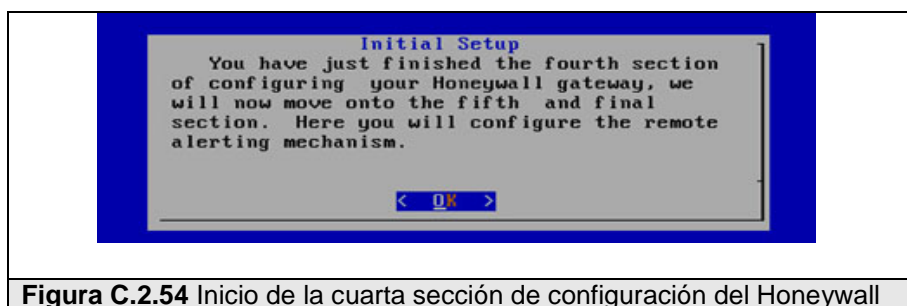 Initial Setup
You have just finished the fourth section
of configuring your Honeywall gateway, we
will now move onto the fifth and final
section. Here you will configure the remote
alerting mechanism.
< OK >
Figura C.2.54 Inicio de la cuarta sección de configuración del Honeywall